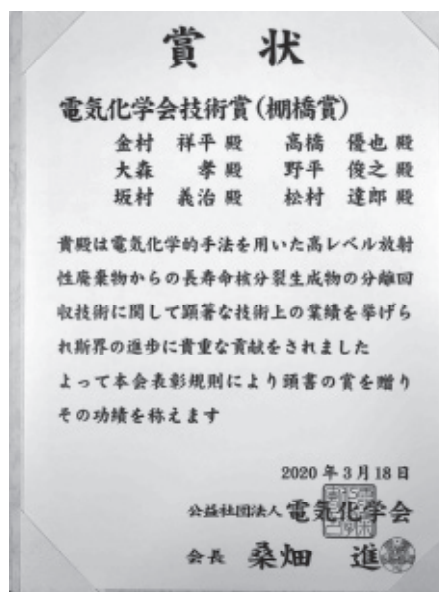 賞状
電気化学会技術賞(棚橋賞)
金村 祥平 殿 高橋 優也 殿
大森 孝 殿 野平 俊之 殿
坂村 義治 殿 松村 達郎 殿
貴殿は電気化学的手法を用いた高レベル放射
性廃棄物からの長寿命核分裂生成物の分離回
収技術に関して顕著な技術上の業績を挙げら
れ斯界の進歩に貴重な貢献をされました
よって本会表彰規則により頭書の賞を贈り
その功績を称えます
2020年3月18日
公益社団法人 電気化学会
会長 桑畑 進